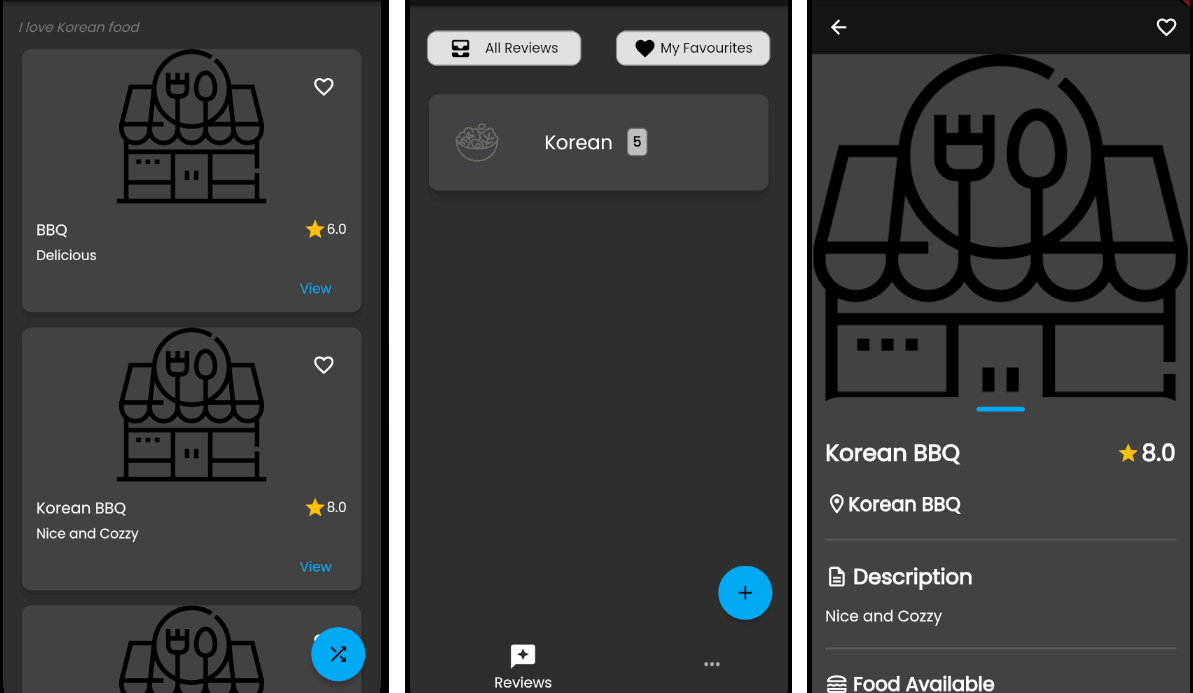 I love Korean food
BBQ
6.0
Delicious
View
Korean BBQ
8.0
Nice and Cozzy
View
All Reviews
My Favourites
Korean 5
Reviews
Korean BBQ
8.0
Korean BBQ
Description
Nice and Cozzy
Food Available